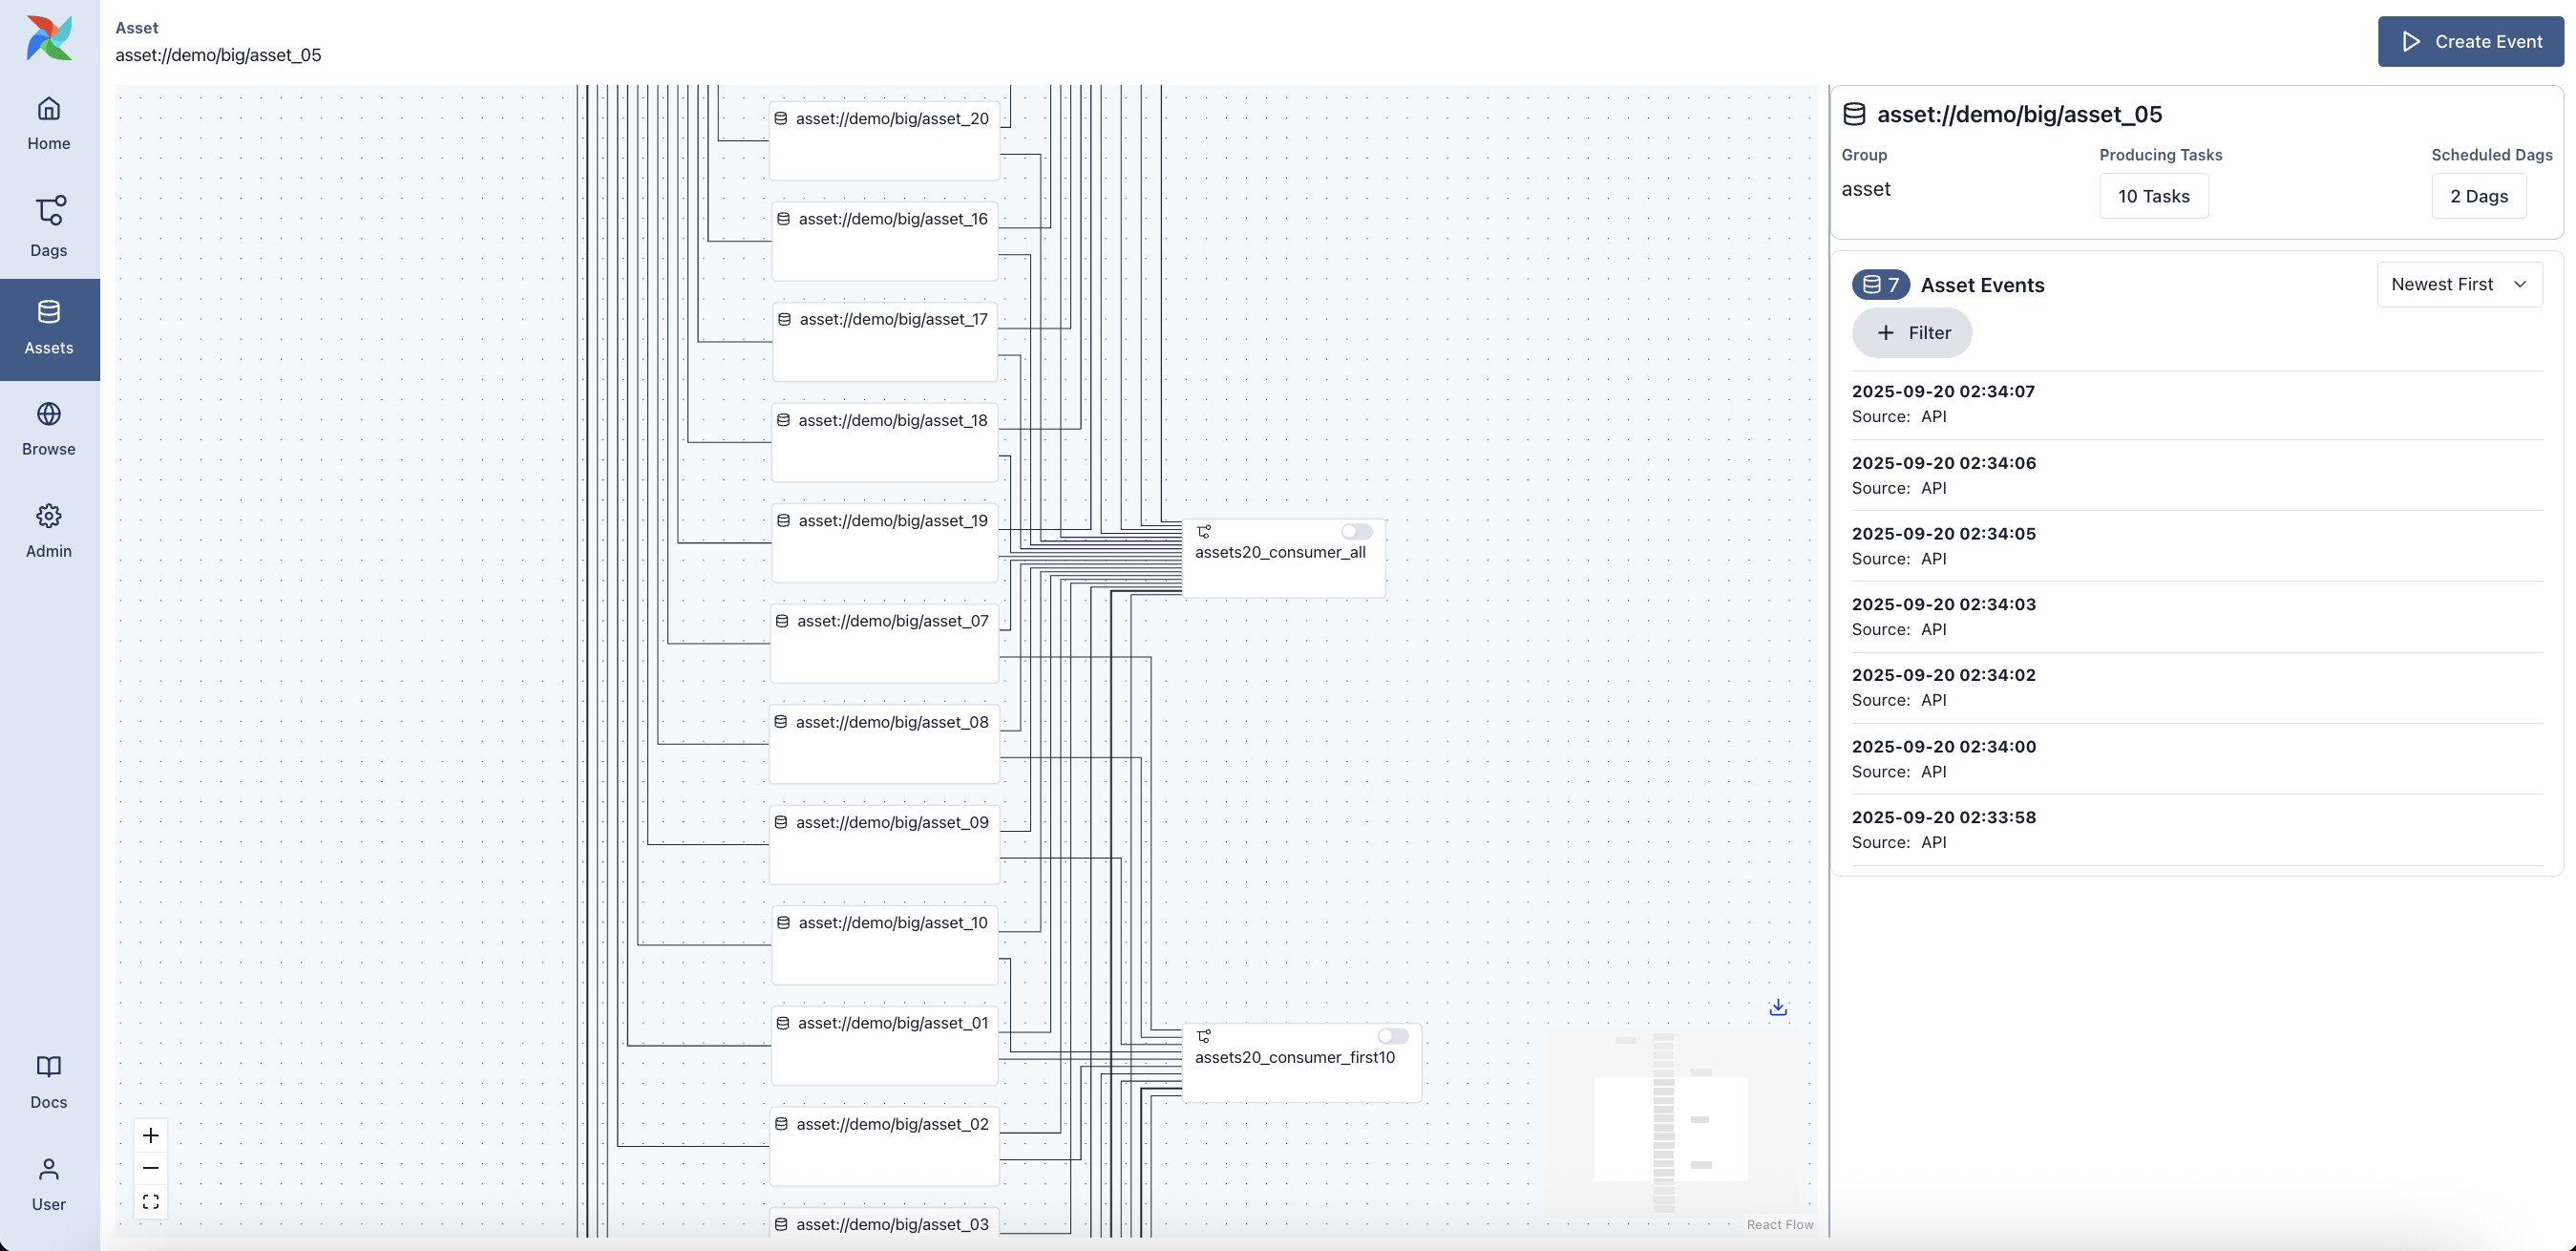 Asset
asset://demo/big/asset_05
Create Event
Home
Dags
Assets
Browse
Admin
Docs
User
asset://demo/big/asset_20
asset://demo/big/asset_16
asset://demo/big/asset_17
asset://demo/big/asset_18
asset://demo/big/asset_19
asset://demo/big/asset_07
asset://demo/big/asset_08
asset://demo/big/asset_09
asset://demo/big/asset_10
asset://demo/big/asset_01
asset://demo/big/asset_02
asset://demo/big/asset_03
assets20_consumer_all
assets20_consumer_first10
React Flow
asset://demo/big/asset_05
Group Producing Tasks Scheduled Dags
asset 10 Tasks 2 Dags
7 Asset Events Newest First
Filter
2025-09-20 02:34:07
Source: API
2025-09-20 02:34:06
Source: API
2025-09-20 02:34:05
Source: API
2025-09-20 02:34:03
Source: API
2025-09-20 02:34:02
Source: API
2025-09-20 02:34:00
Source: API
2025-09-20 02:33:58
Source: API